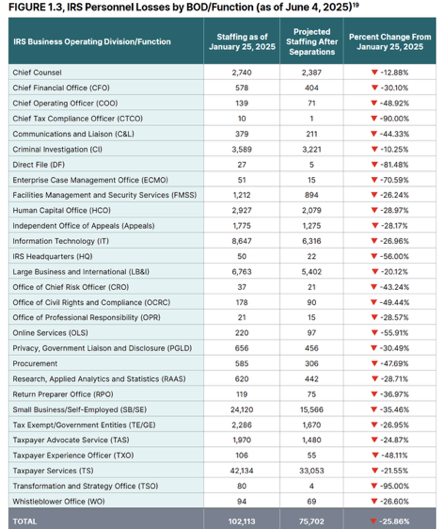 FIGURE 1.3, IRS Personnel Losses by BOD/Function (as of June 4, 2025)¹⁹
IRS Business Operating Division/Function Staffing as of January 25, 2025 Projected Staffing After Separations Percent Change From January 25, 2025
Chief Counsel 2,740 2,387 ▼ -12.88%
Chief Financial Office (CFO) 578 404 ▼ -30.10%
Chief Operating Office (COO) 139 71 ▼ -48.92%
Chief Tax Compliance Officer (CTCO) 10 1 ▼ -90.00%
Communications and Liaison (C&L) 379 211 ▼ -44.33%
Criminal Investigation (CI) 3,589 3,221 ▼ -10.25%
Direct File (DF) 27 5 ▼ -81.48%
Enterprise Case Management Office (ECMO) 51 15 ▼ -70.59%
Facilities Management and Security Services (FMSS) 1,212 894 ▼ -26.24%
Human Capital Office (HCO) 2,927 2,079 ▼ -28.97%
Independent Office of Appeals (Appeals) 1,775 1,275 ▼ -28.17%
Information Technology (IT) 8,647 6,316 ▼ -26.96%
IRS Headquarters (HQ) 50 22 ▼ -56.00%
Large Business and International (LB&I) 6,763 5,402 ▼ -20.12%
Office of Chief Risk Officer (CRO) 37 21 ▼ -43.24%
Office of Civil Rights and Compliance (OCRC) 178 90 ▼ -49.44%
Office of Professional Responsibility (OPR) 21 15 ▼ -28.57%
Online Services (OLS) 220 97 ▼ -55.91%
Privacy, Government Liaison and Disclosure (PGLD) 656 456 ▼ -30.49%
Procurement 585 306 ▼ -47.69%
Research, Applied Analytics and Statistics (RAAS) 620 442 ▼ -28.71%
Return Preparer Office (RPO) 119 75 ▼ -36.97%
Small Business/Self-Employed (SB/SE) 24,120 15,566 ▼ -35.46%
Tax Exempt/Government Entities (TE/GE) 2,286 1,670 ▼ -26.95%
Taxpayer Advocate Service (TAS) 1,970 1,480 ▼ -24.87%
Taxpayer Experience Officer (TXO) 106 55 ▼ -48.11%
Taxpayer Services (TS) 42,134 33,053 ▼ -21.55%
Transformation and Strategy Office (TSO) 80 4 ▼ -95.00%
Whistleblower Office (WO) 94 69 ▼ -26.60%
TOTAL 102,113 75,702 ▼ -25.86%